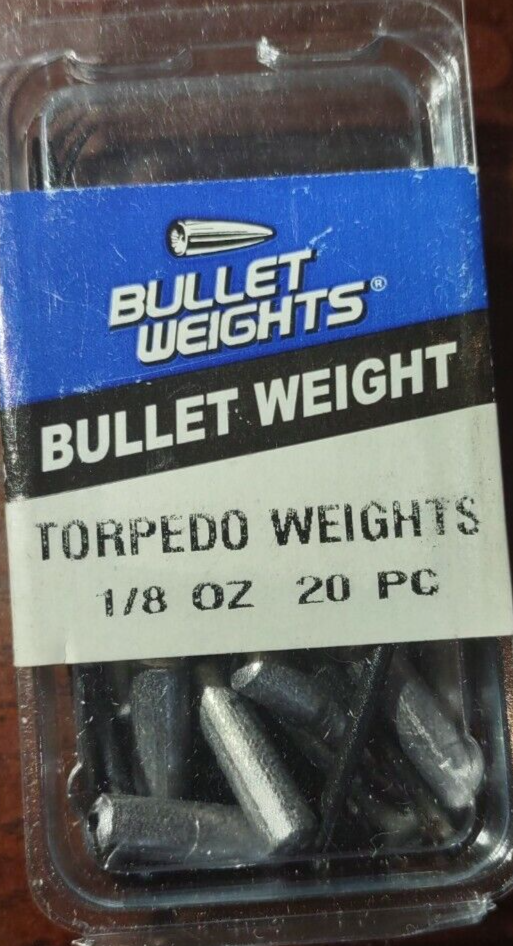 BULLET
WEIGHTS®
BULLET WEIGHT
TORPEDO WEIGHTS
1/8 OZ 20 PC